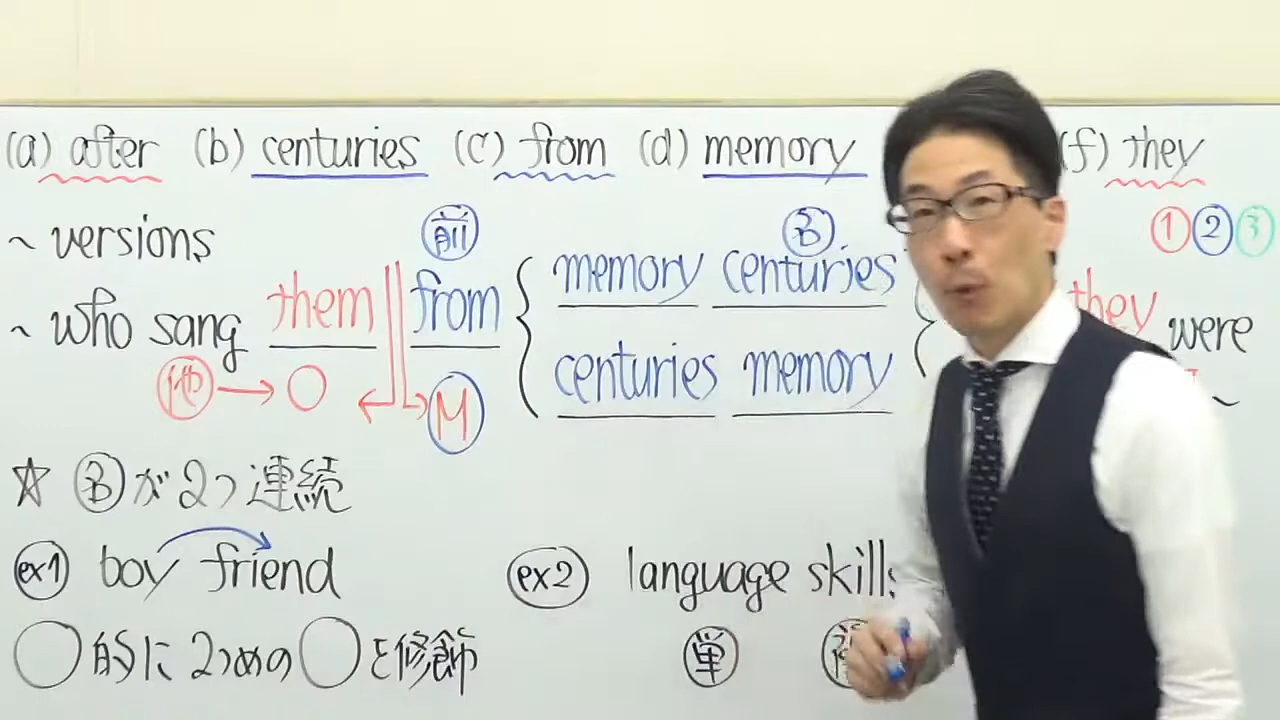 (a) after (b) centuries (c) from (d) memory (f) they
① ② ③
~ versions
前 名
~ who sang them from { memory centuries they were
centuries memory
他 → ○ M ~
☆ 名が2つ連続
ex1 boy friend ex2 language skills
○的に2つめの○を修飾 単